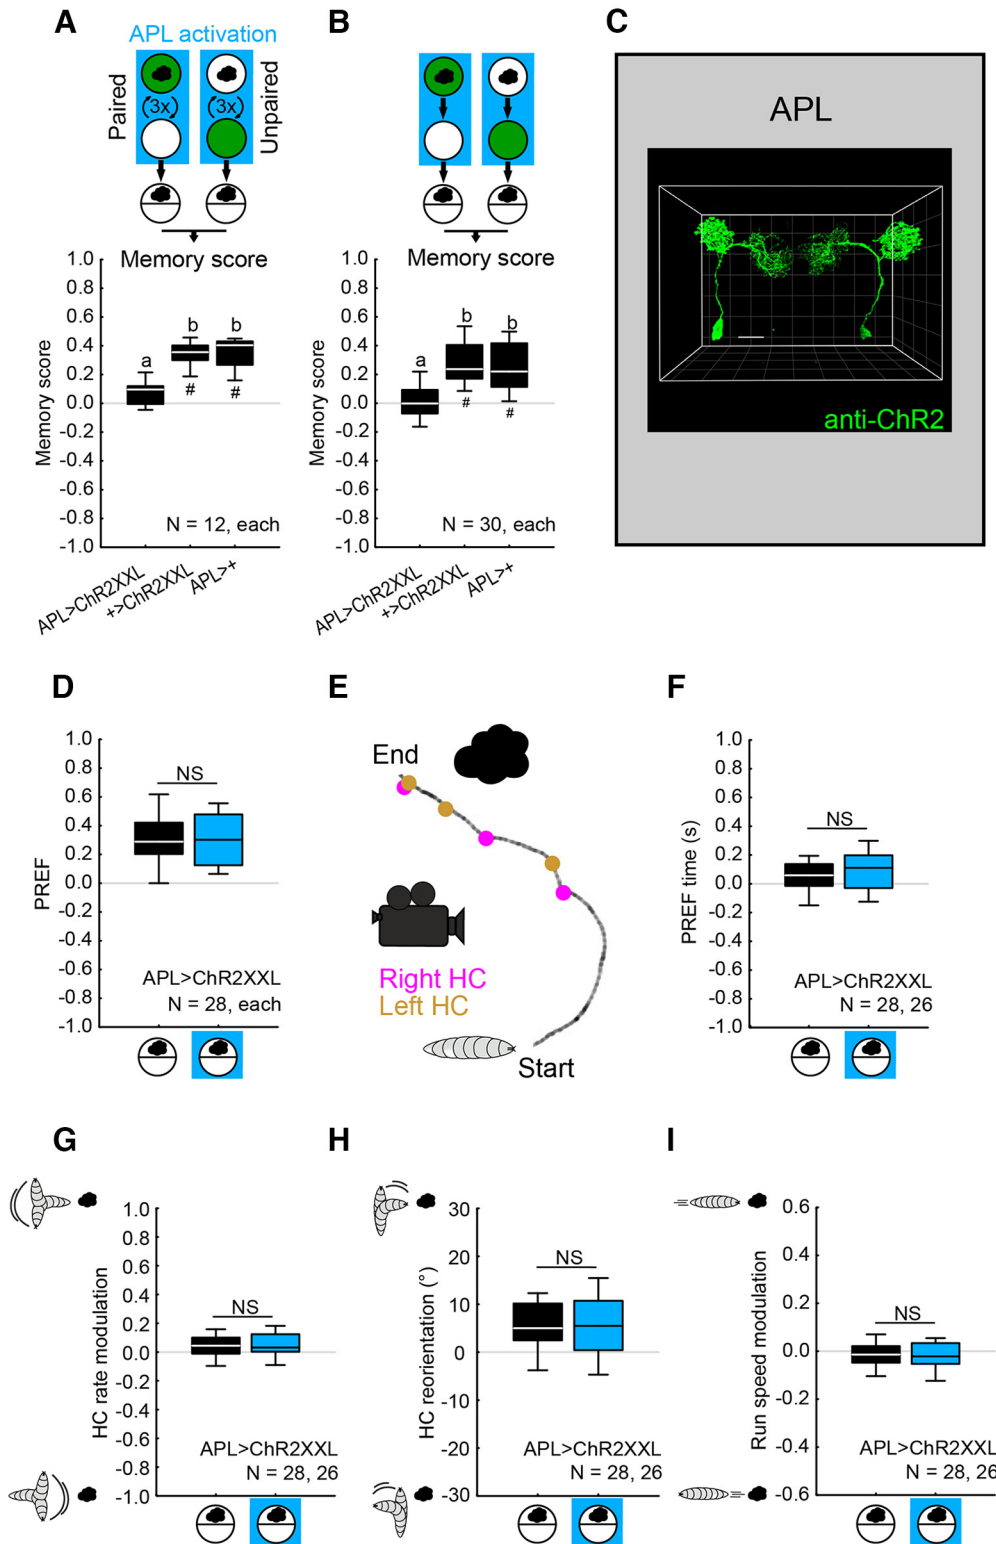 A
APL activation
Paired
3x
3x
Unpaired
Memory score
Memory score
1.0
0.8
0.6
0.4
0.2
0.0
-0.2
-0.4
-0.6
-0.8
-1.0
a
b
b
#
#
N = 12, each
APL>ChR2XXL
+>ChR2XXL
APL>+
B
Memory score
Memory score
1.0
0.8
0.6
0.4
0.2
0.0
-0.2
-0.4
-0.6
-0.8
-1.0
a
b
b
#
#
N = 30, each
APL>ChR2XXL
+>ChR2XXL
APL>+
C
APL
anti-ChR2
D
PREF
1.0
0.8
0.6
0.4
0.2
0.0
-0.2
-0.4
-0.6
-0.8
-1.0
NS
APL>ChR2XXL
N = 28, each
E
End
Right HC
Left HC
Start
F
PREF time (s)
1.0
0.8
0.6
0.4
0.2
0.0
-0.2
-0.4
-0.6
-0.8
-1.0
NS
APL>ChR2XXL
N = 28, 26
G
HC rate modulation
1.0
0.8
0.6
0.4
0.2
0.0
-0.2
-0.4
-0.6
-0.8
-1.0
NS
APL>ChR2XXL
N = 28, 26
H
HC reorientation (°)
30
20
10
0
-10
-20
-30
NS
APL>ChR2XXL
N = 28, 26
I
Run speed modulation
0.6
0.4
0.2
0.0
-0.2
-0.4
-0.6
NS
APL>ChR2XXL
N = 28, 26